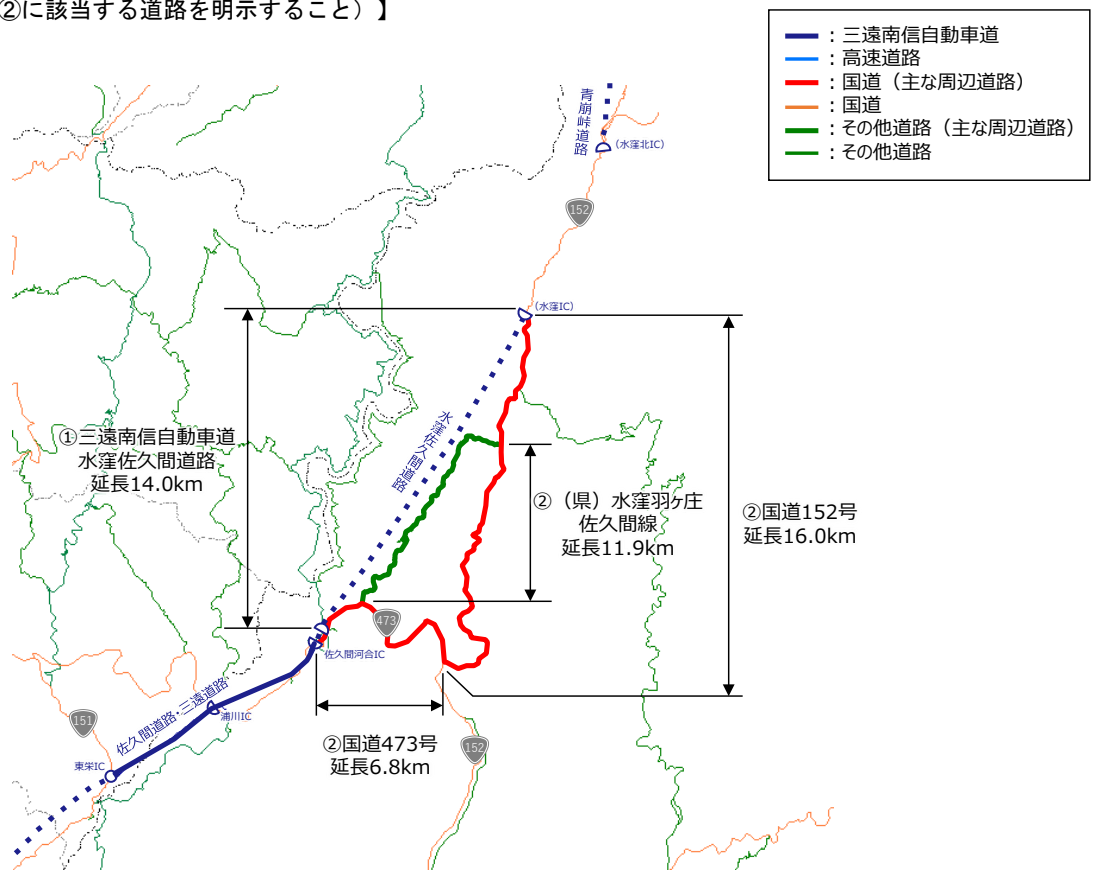 ②に該当する道路を明示すること）】
：三遠南信自動車道
：高速道路
：国道（主な周辺道路）
：国道
：その他道路（主な周辺道路）
：その他道路
青崩峠道路
（水窪北IC）
152
（水窪IC）
水窪佐久間道路
①三遠南信自動車道
水窪佐久間道路
延長14.0km
②（県）水窪羽ヶ庄
佐久間線
延長11.9km
②国道152号
延長16.0km
473
佐久間河合IC
佐久間道路・三遠道路
浦川IC
151
東栄IC
②国道473号
延長6.8km
152